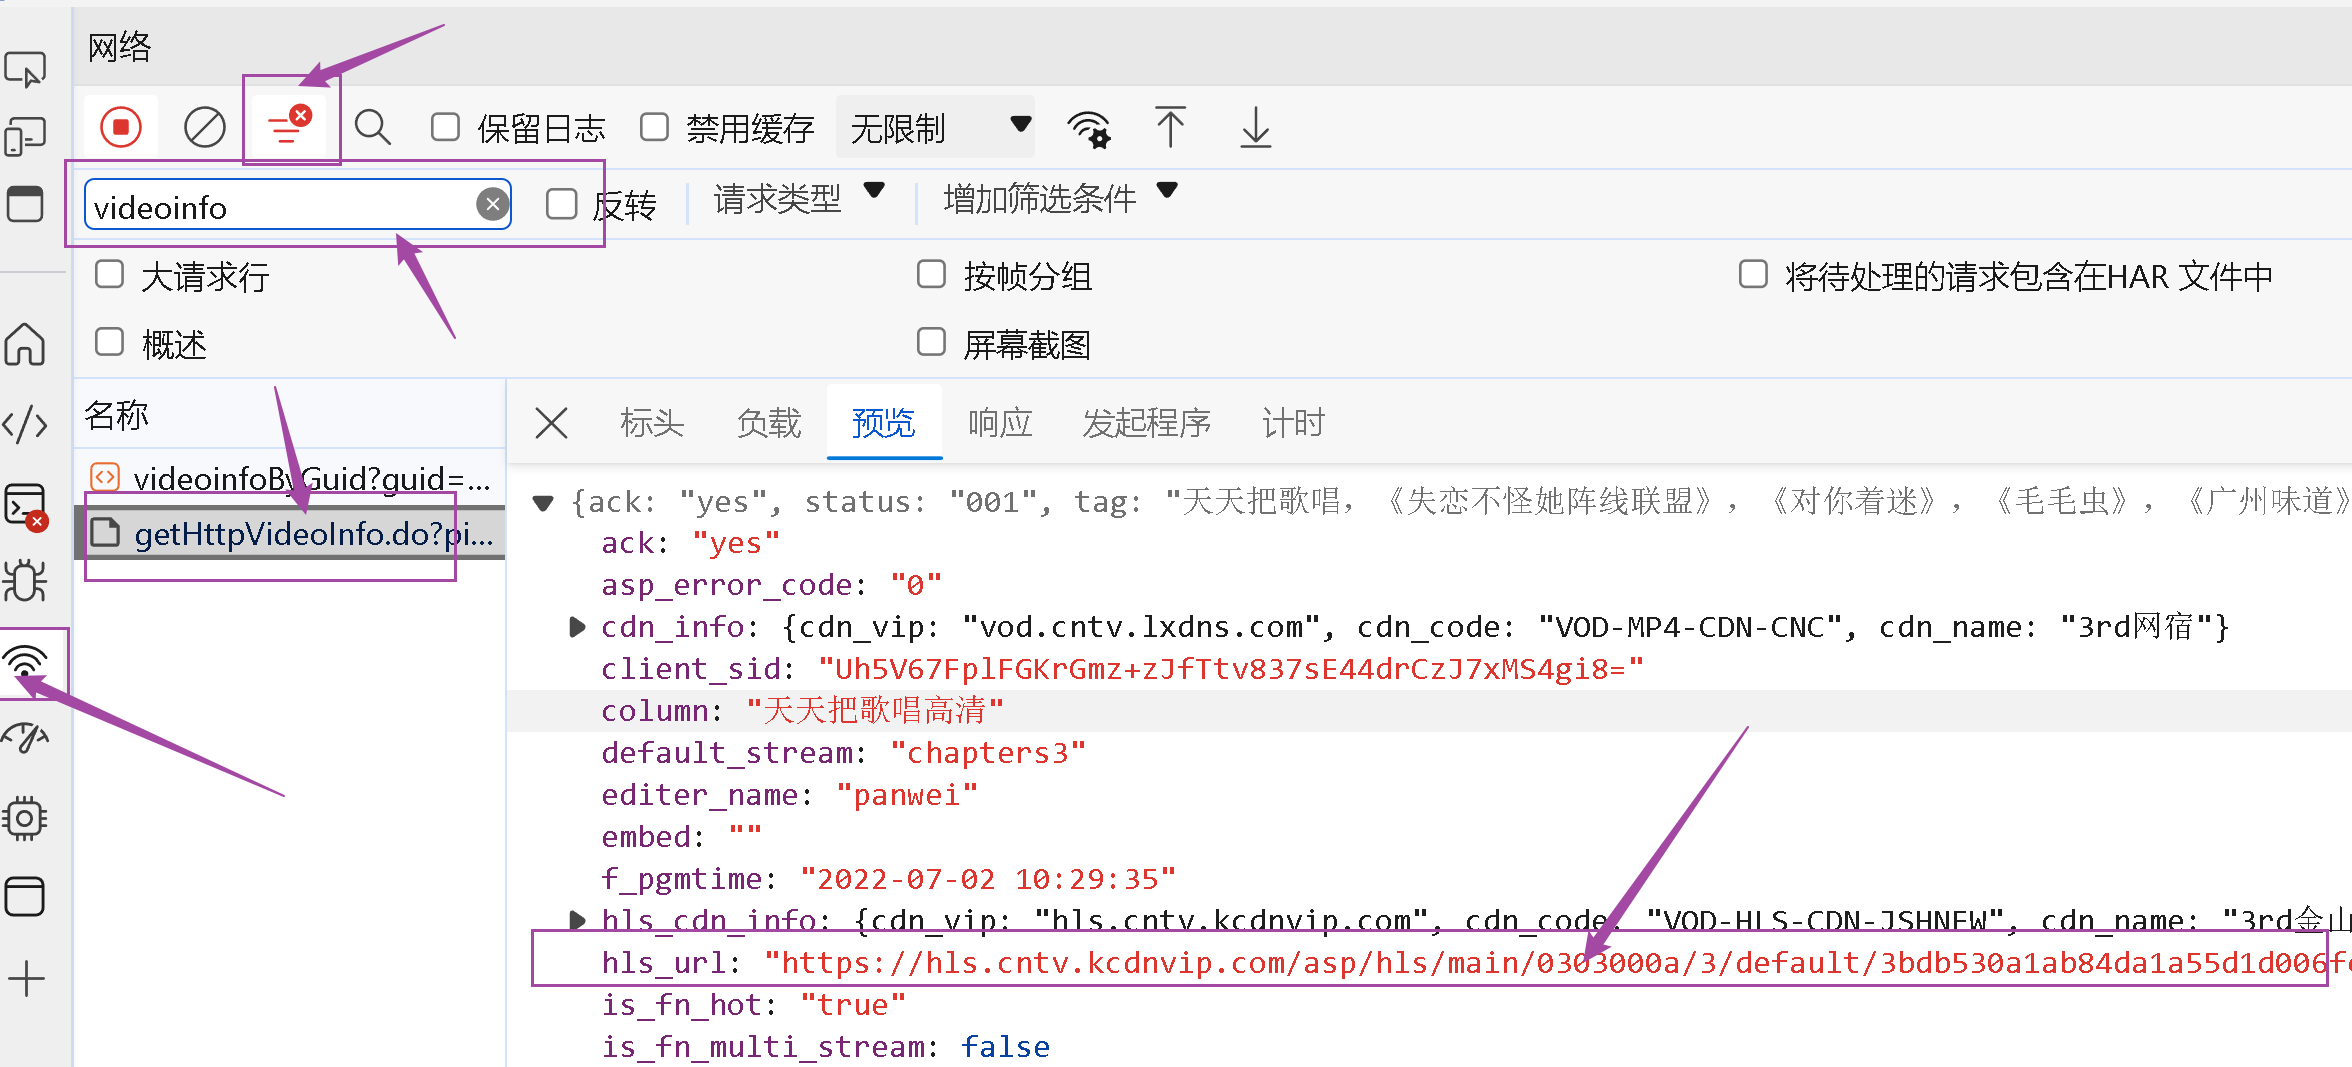 网络
保留日志 禁用缓存 无限制
videoinfo 反转 请求类型 增加筛选条件
大请求行 按帧分组 将待处理的请求包含在HAR 文件中
概述 屏幕截图
名称 标头 负载 预览 响应 发起程序 计时
videoinfoByGuid?guid=...
getHttpVideoInfo.do?pi...
{ack: "yes", status: "001", tag: "天天把歌唱，《失恋不怪她阵线联盟》，《对你着迷》，《毛毛虫》，《广州味道》
ack: "yes"
asp_error_code: "0"
cdn_info: {cdn_vip: "vod.cntv.lxdns.com", cdn_code: "VOD-MP4-CDN-CNC", cdn_name: "3rd网宿"}
client_sid: "Uh5V67FplFGKrGmz+zJfTtv837sE44drCzJ7xMS4gi8="
column: "天天把歌唱高清"
default_stream: "chapters3"
editer_name: "panwei"
embed: ""
f_pgmtime: "2022-07-02 10:29:35"
hls_cdn_info: {cdn_vip: "hls.cntv.kcdnvip.com", cdn_code: "VOD-HLS-CDN-JSHNEW", cdn_name: "3rd金山
hls_url: "https://hls.cntv.kcdnvip.com/asp/hls/main/0303000a/3/default/3bdb530a1ab84da1a55d1d006f
is_fn_hot: "true"
is_fn_multi_stream: false